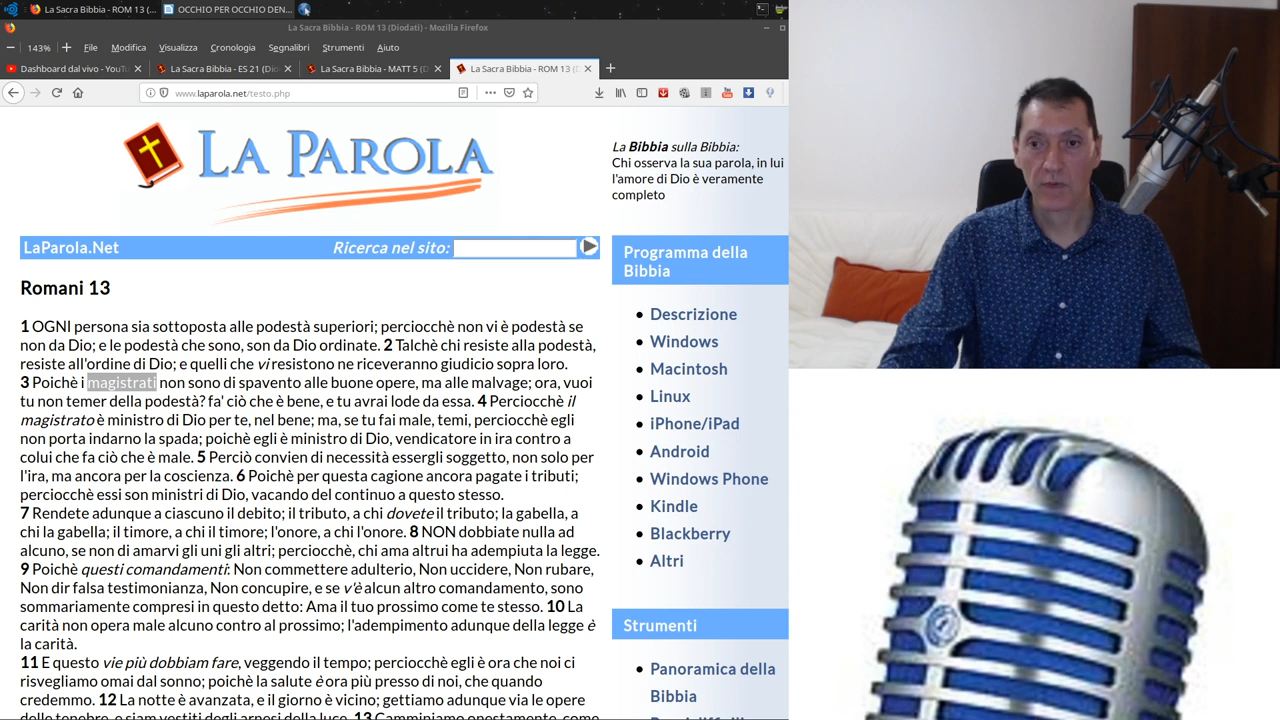 La Sacra Bibbia - ROM 13 (...
OCCHIO PER OCCHIO DEN...
La Sacra Bibbia - ROM 13 (Diodati) - Mozilla Firefox
143%
File Modifica Visualizza Cronologia Segnalibri Strumenti Aiuto
Dashboard dal vivo - YouTu
La Sacra Bibbia - ES 21 (Dio
La Sacra Bibbia - MATT 5 (D
La Sacra Bibbia - ROM 13 (D
www.laparola.net/testo.php
LA PAROLA
La Bibbia sulla Bibbia:
Chi osserva la sua parola, in lui
l'amore di Dio è veramente
completo
LaParola.Net
Ricerca nel sito:
Romani 13
1 OGNI persona sia sottoposta alle podestà superiori; perciocchè non vi è podestà se
non da Dio; e le podestà che sono, son da Dio ordinate. 2 Talchè chi resiste alla podestà,
resiste all'ordine di Dio; e quelli che vi resistono ne riceveranno giudicio sopra loro.
3 Poichè i magistrati non sono di spavento alle buone opere, ma alle malvage; ora, vuoi
tu non temer della podestà? fa' ciò che è bene, e tu avrai lode da essa. 4 Perciocchè il
magistrato è ministro di Dio per te, nel bene; ma, se tu fai male, temi, perciocchè egli
non porta indarno la spada; poichè egli è ministro di Dio, vendicatore in ira contro a
colui che fa ciò che è male. 5 Perciò convien di necessità essergli soggetto, non solo per
l'ira, ma ancora per la coscienza. 6 Poichè per questa cagione ancora pagate i tributi;
perciocchè essi son ministri di Dio, vacando del continuo a questo stesso.
7 Rendete adunque a ciascuno il debito; il tributo, a chi dovete il tributo; la gabella, a
chi la gabella; il timore, a chi il timore; l'onore, a chi l'onore. 8 NON dobbiate nulla ad
alcuno, se non di amarvi gli uni gli altri; perciocchè, chi ama altrui ha adempiuta la legge.
9 Poichè questi comandamenti: Non commettere adulterio, Non uccidere, Non rubare,
Non dir falsa testimonianza, Non concupire, e se v'è alcun altro comandamento, sono
sommariamente compresi in questo detto: Ama il tuo prossimo come te stesso. 10 La
carità non opera male alcuno contro al prossimo; l'adempimento adunque della legge è
la carità.
11 E questo vie più dobbiam fare, veggendo il tempo; perciocchè egli è ora che noi ci
risvegliamo omai dal sonno; poichè la salute è ora più presso di noi, che quando
credemmo. 12 La notte è avanzata, e il giorno è vicino; gettiamo adunque via le opere
delle tenebre, e siam vestiti degli arnesi della luce. 13 Camminiamo onestamente, come
Programma della
Bibbia
Descrizione
Windows
Macintosh
Linux
iPhone/iPad
Android
Windows Phone
Kindle
Blackberry
Altri
Strumenti
Panoramica della
Bibbia